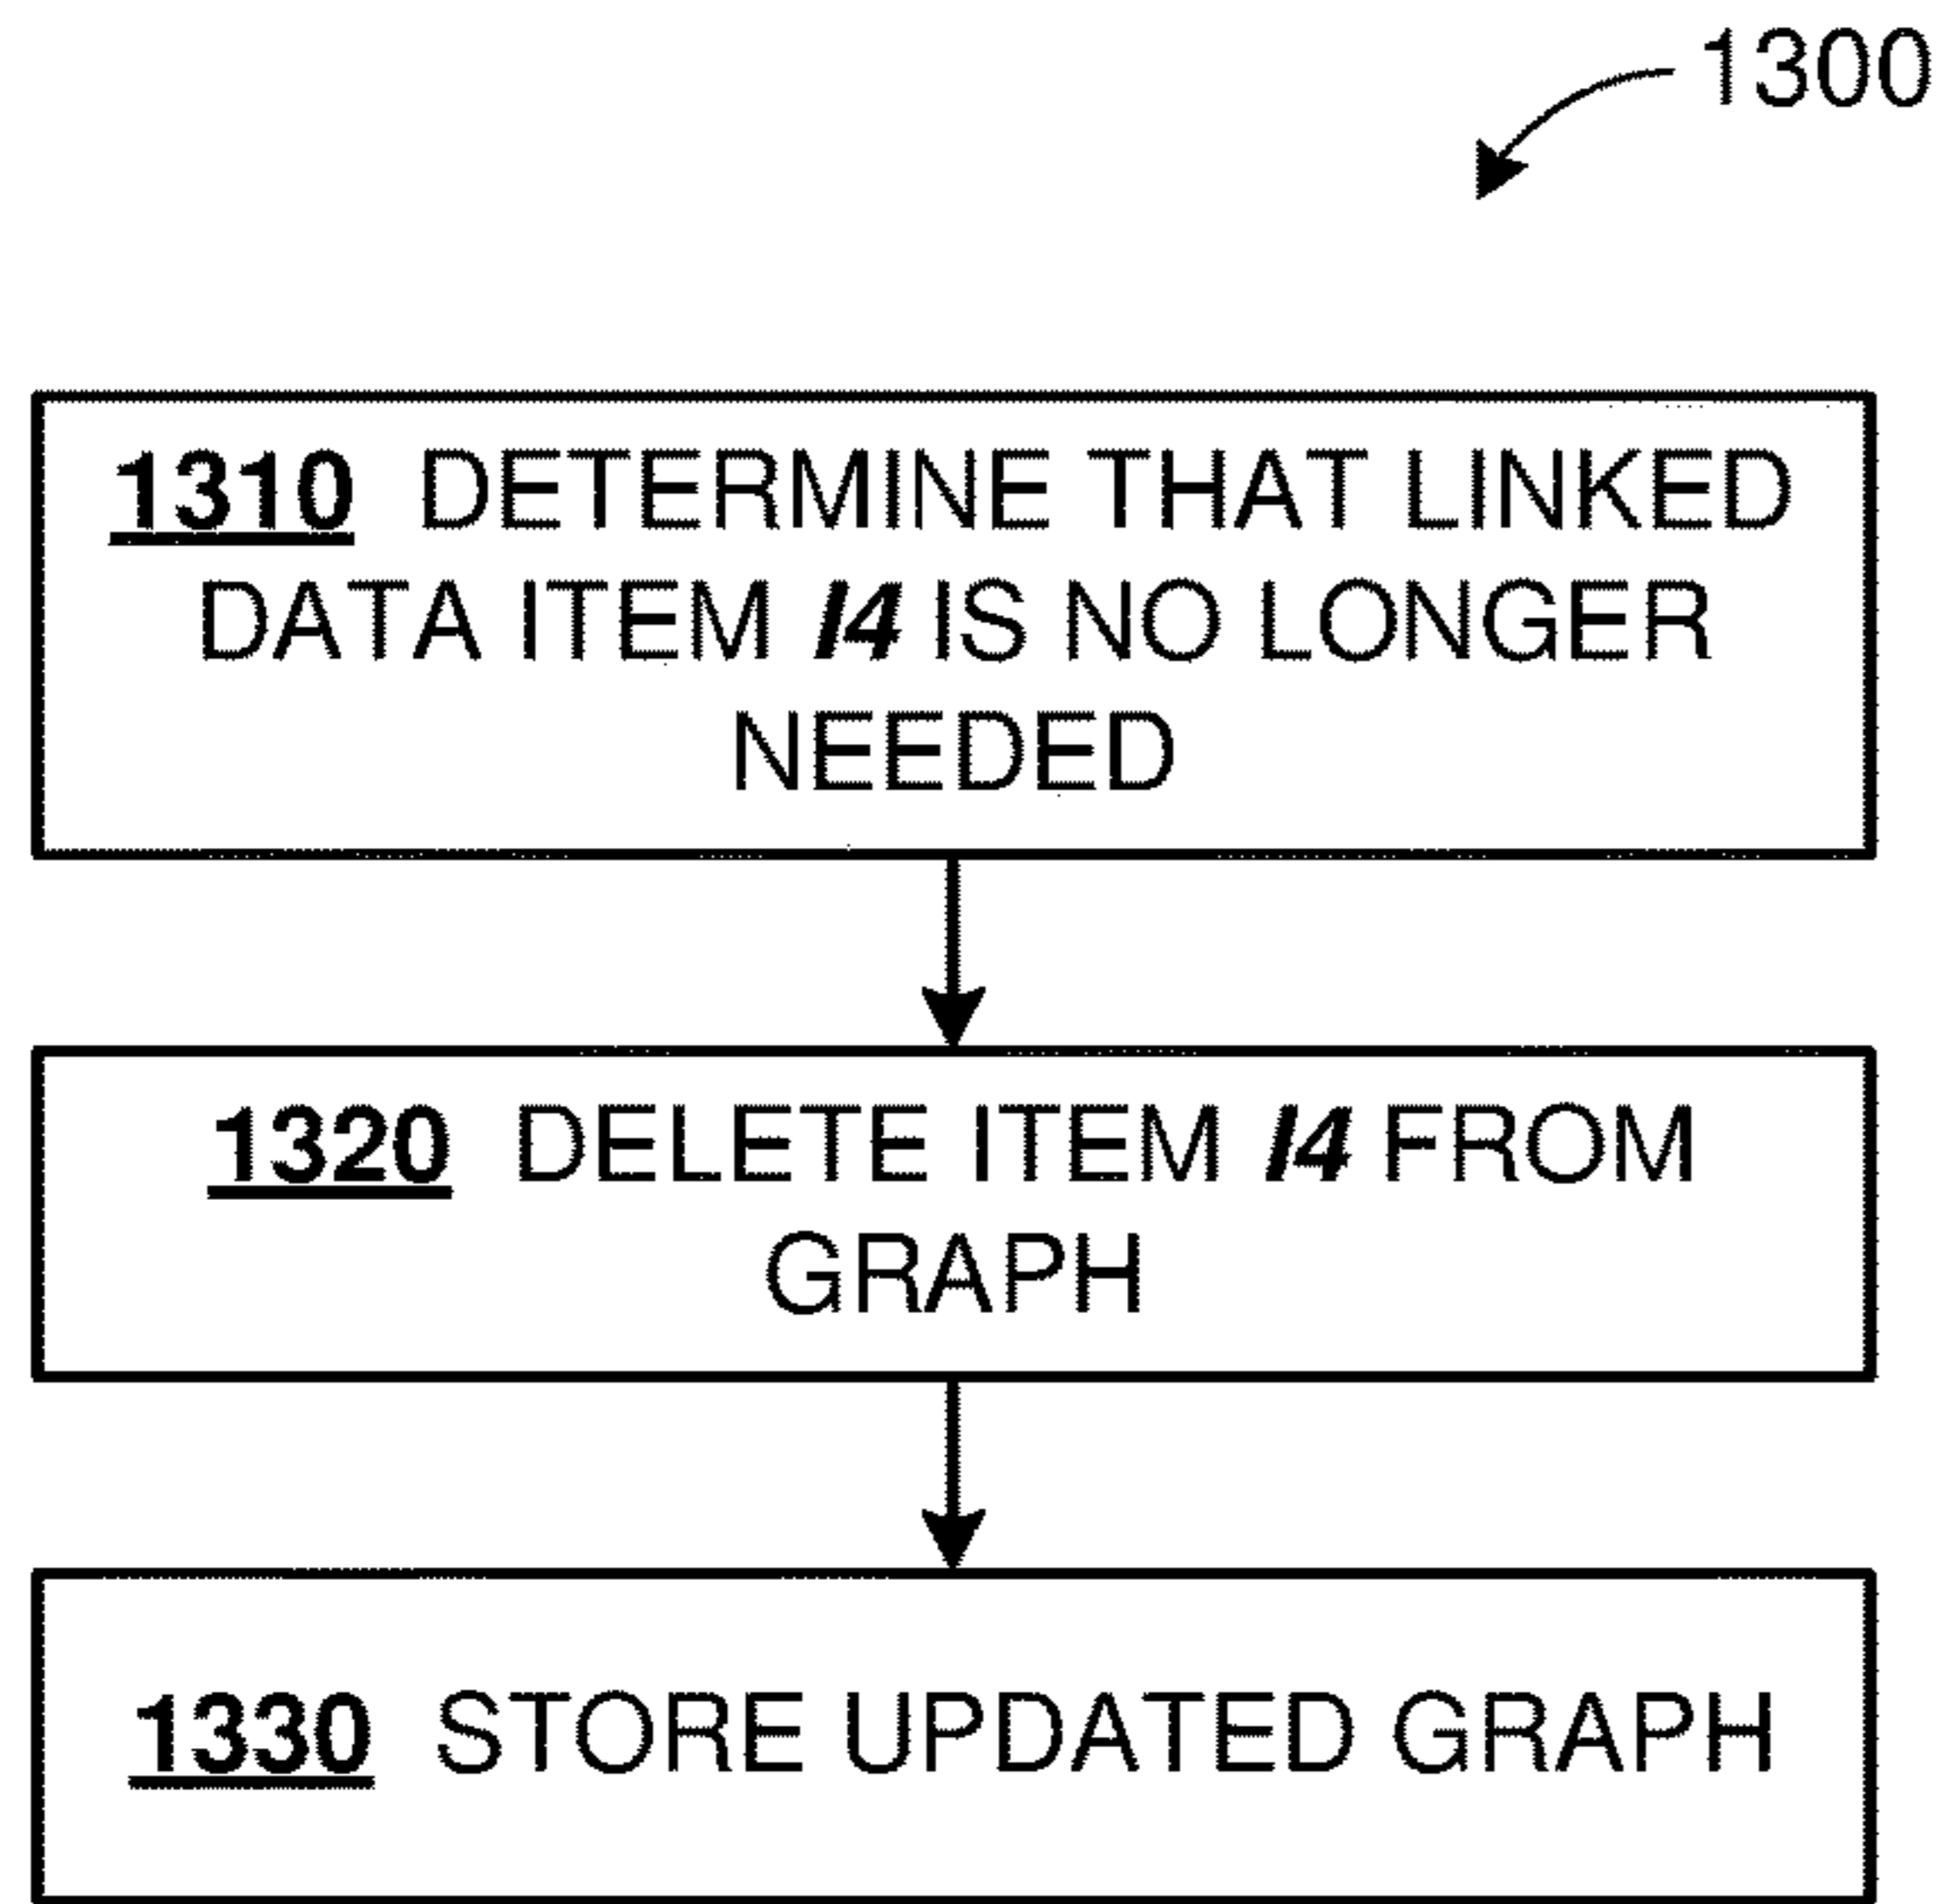 1300
1310 DETERMINE THAT LINKED
DATA ITEM I4 IS NO LONGER
NEEDED
1320 DELETE ITEM I4 FROM
GRAPH
1330 STORE UPDATED GRAPH